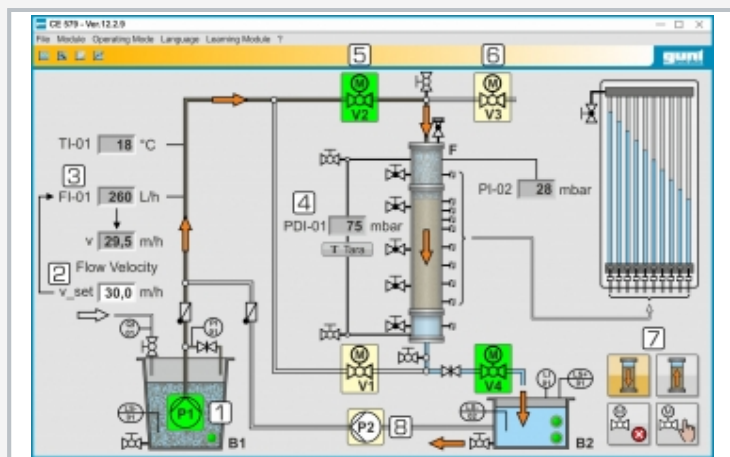 CE 579 - Ver.12.2.9
File Module Operating Mode Language Learning Module ?
gunt
5
6
M
V2
M
V3
TI-01 18 °C
F
3
FI-01 260 L/h
4
PI-02 28 mbar
PDI-01 75 mbar
v 29,5 m/h
T Tara
2 Flow Velocity
v_set 30,0 m/h
7
M
V1
M
V4
P1 1
P2 8
B1
B2
M
M